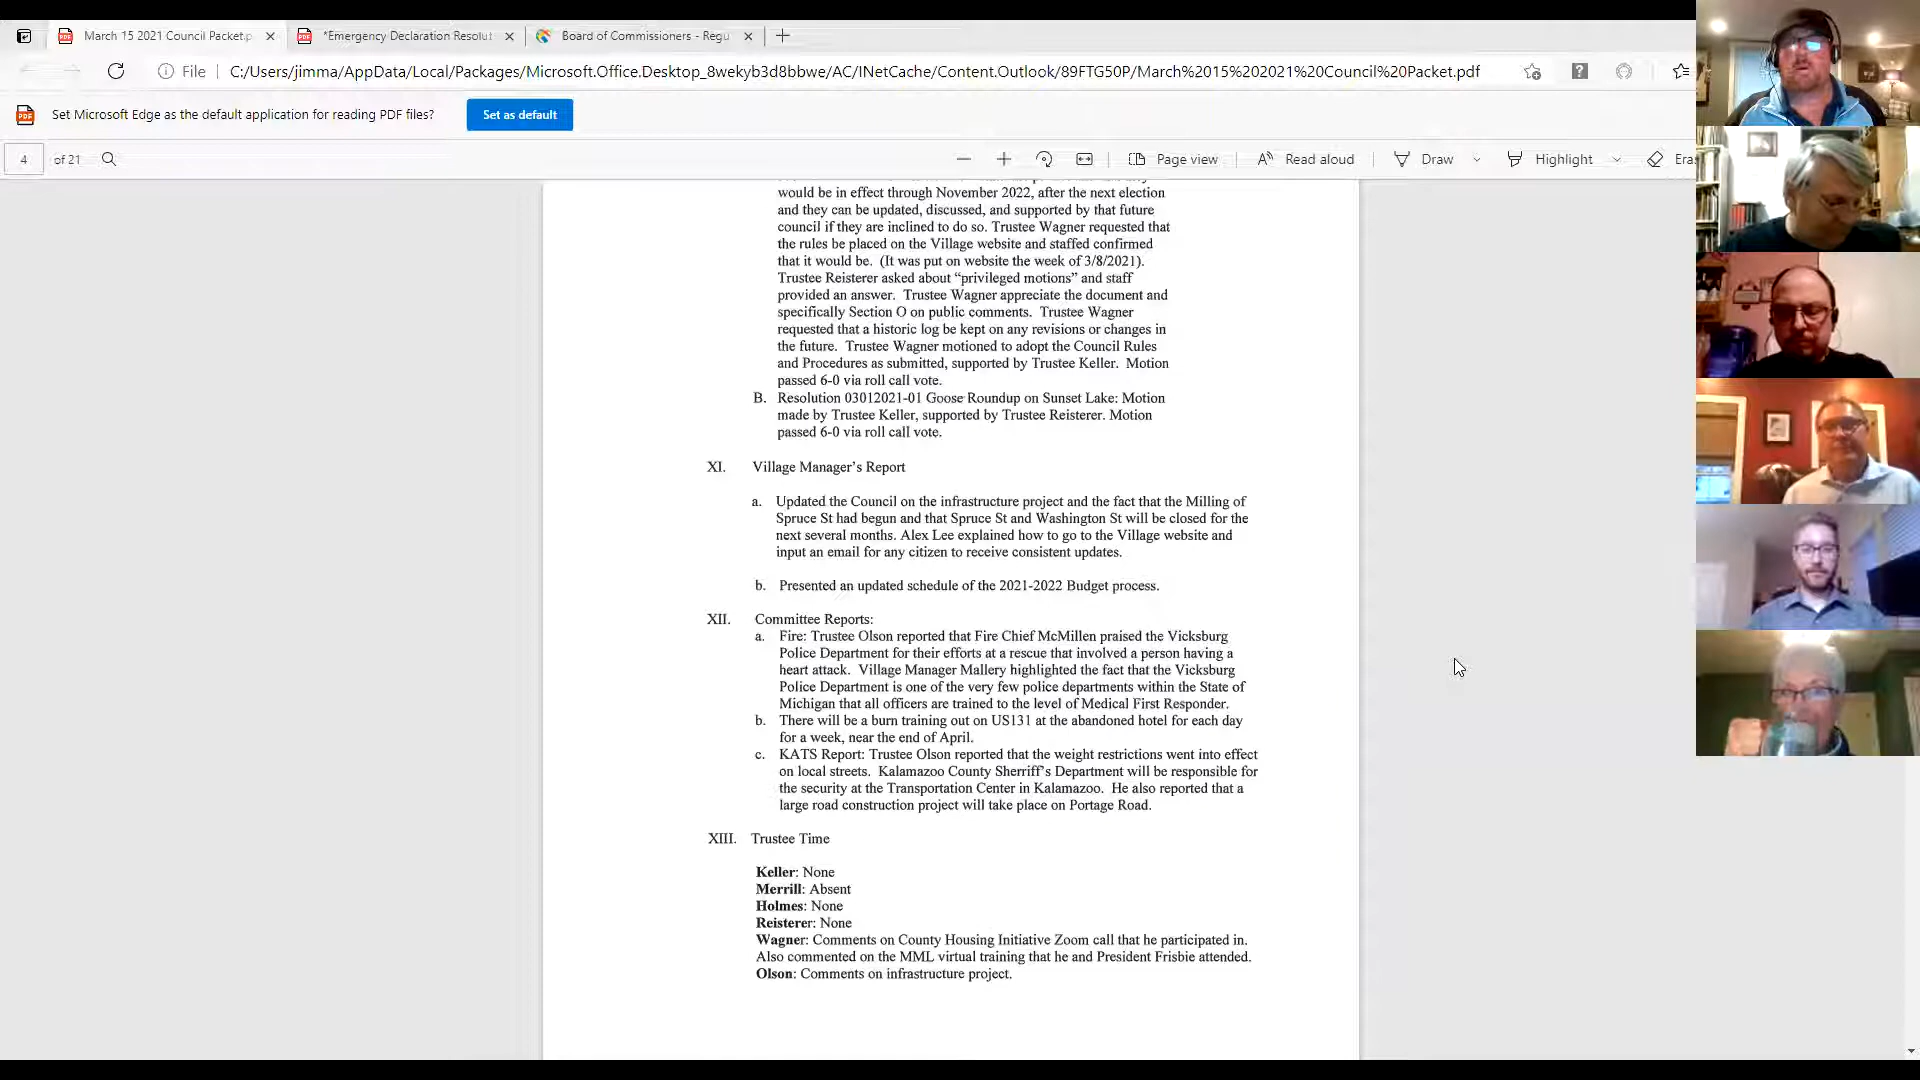 March 15 2021 Council Packet.p
*Emergency Declaration Resolut
Board of Commissioners - Regu
File
C:/Users/jimma/AppData/Local/Packages/Microsoft.Office.Desktop_8wekyb3d8bbwe/AC/INetCache/Content.Outlook/89FTG50P/March%2015%202021%20Council%20Packet.pdf
Set Microsoft Edge as the default application for reading PDF files?
Set as default
4 of 21
Page view
Read aloud
Draw
Highlight
Eras
would be in effect through November 2022, after the next election
and they can be updated, discussed, and supported by that future
council if they are inclined to do so. Trustee Wagner requested that
the rules be placed on the Village website and staffed confirmed
that it would be. (It was put on website the week of 3/8/2021).
Trustee Reisterer asked about “privileged motions” and staff
provided an answer. Trustee Wagner appreciate the document and
specifically Section O on public comments. Trustee Wagner
requested that a historic log be kept on any revisions or changes in
the future. Trustee Wagner motioned to adopt the Council Rules
and Procedures as submitted, supported by Trustee Keller. Motion
passed 6-0 via roll call vote.
B. Resolution 03012021-01 Goose Roundup on Sunset Lake: Motion
made by Trustee Keller, supported by Trustee Reisterer. Motion
passed 6-0 via roll call vote.
XI. Village Manager’s Report
a. Updated the Council on the infrastructure project and the fact that the Milling of
Spruce St had begun and that Spruce St and Washington St will be closed for the
next several months. Alex Lee explained how to go to the Village website and
input an email for any citizen to receive consistent updates.
b. Presented an updated schedule of the 2021-2022 Budget process.
XII. Committee Reports:
a. Fire: Trustee Olson reported that Fire Chief McMillen praised the Vicksburg
Police Department for their efforts at a rescue that involved a person having a
heart attack. Village Manager Mallery highlighted the fact that the Vicksburg
Police Department is one of the very few police departments within the State of
Michigan that all officers are trained to the level of Medical First Responder.
b. There will be a burn training out on US131 at the abandoned hotel for each day
for a week, near the end of April.
c. KATS Report: Trustee Olson reported that the weight restrictions went into effect
on local streets. Kalamazoo County Sherriff’s Department will be responsible for
the security at the Transportation Center in Kalamazoo. He also reported that a
large road construction project will take place on Portage Road.
XIII. Trustee Time
Keller: None
Merrill: Absent
Holmes: None
Reisterer: None
Wagner: Comments on County Housing Initiative Zoom call that he participated in.
Also commented on the MML virtual training that he and President Frisbie attended.
Olson: Comments on infrastructure project.